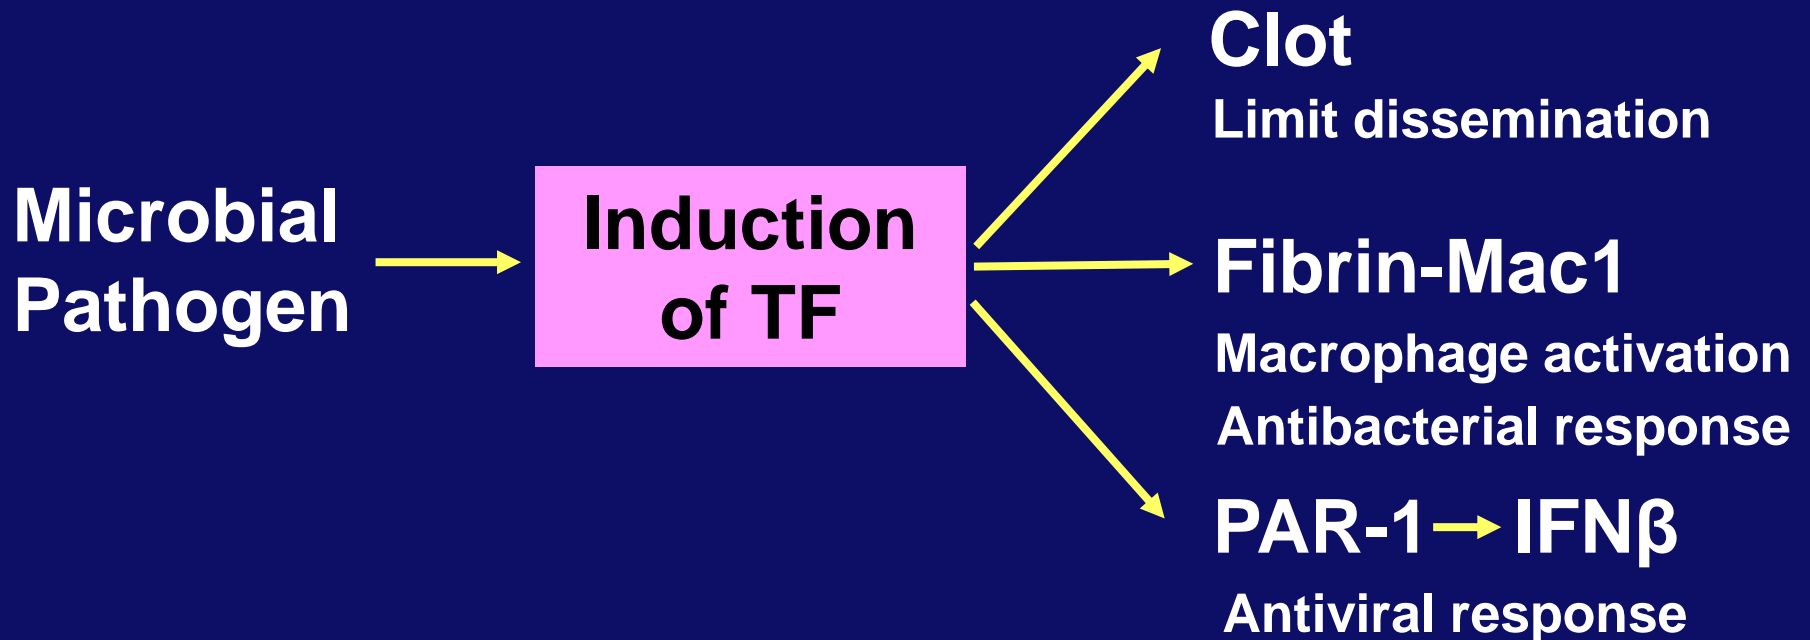 Microbial
Pathogen
Induction
of TF
Clot
Limit dissemination
Fibrin-Mac1
Macrophage activation
Antibacterial response
PAR-1 → IFNβ
Antiviral response